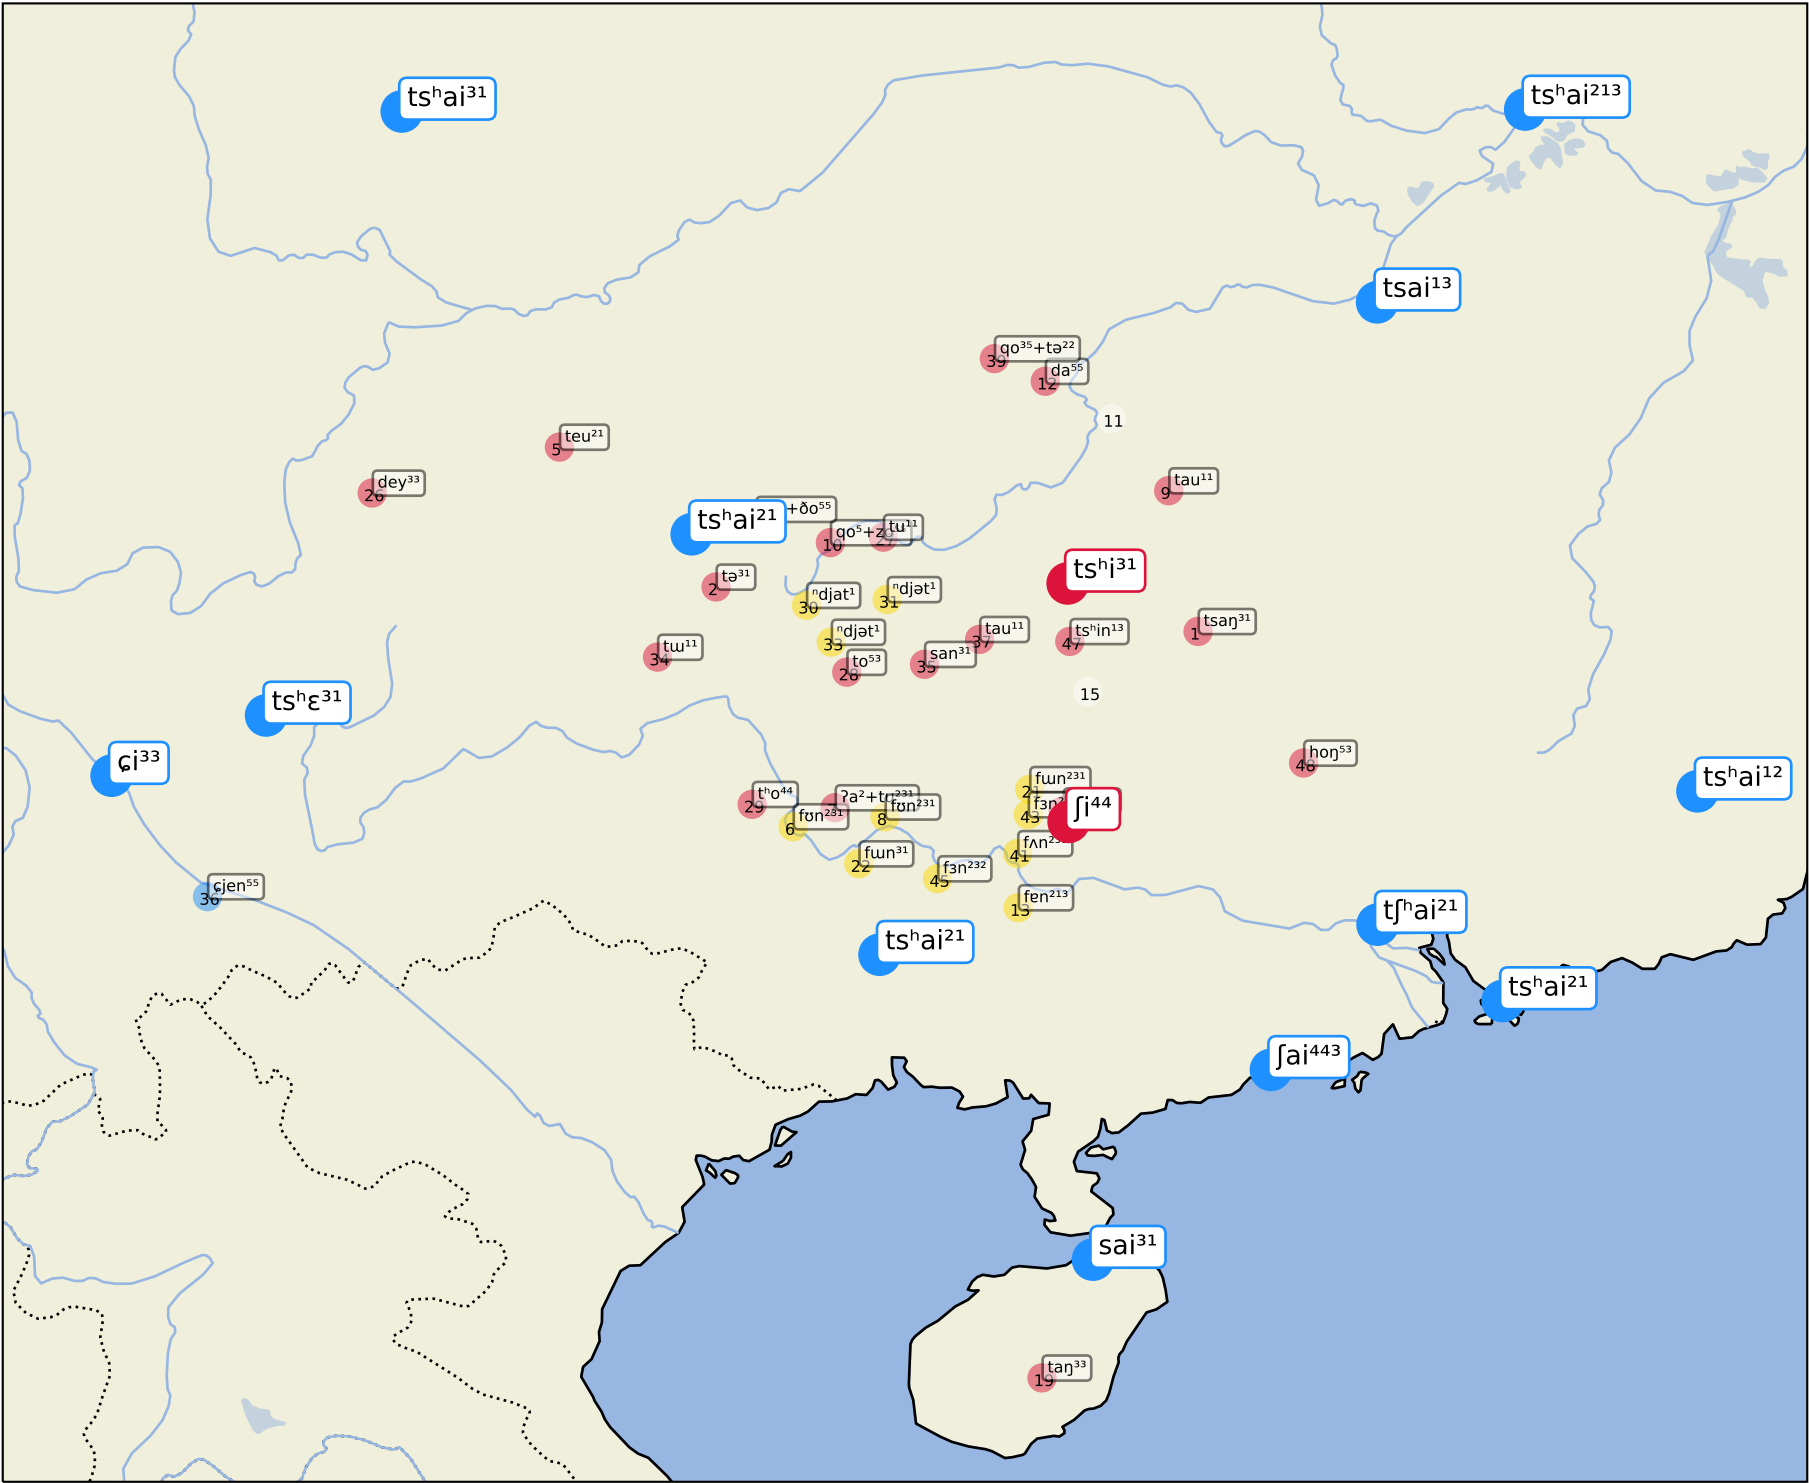 tsʰai³¹
tsʰai²¹³
tsai¹³
39 qo³⁵+tə²²
12 da⁵⁵
11
5 teu²¹
26 dey³³
9 tau¹¹
tsʰai²¹ +ðo⁵⁵
10 qo⁵+
tu¹¹
2 tə³¹
tsʰi³¹
30 ⁿdjat¹
31 ⁿdjət¹
33 ⁿdjət¹
37 tau¹¹
47 tsʰin¹³
1 tsaŋ³¹
34 tɯ¹¹
28 to⁵³
35 san³¹
15
tsʰɛ³¹
ɕi³³
48 hoŋ⁵³
tsʰai¹²
29 tʰo⁴⁴
ʔa²+
6 fʊn²³¹
8 fʊn²³¹
21 fɯn²³¹
43
ʃi⁴⁴
41
22 fɯn³¹
45 fɜn²³²
13 fɐn²¹³
36 cjen⁵⁵
tsʰai²¹
tʃʰai²¹
tsʰai²¹
ʃai⁴⁴³
sai³¹
19 taŋ³³